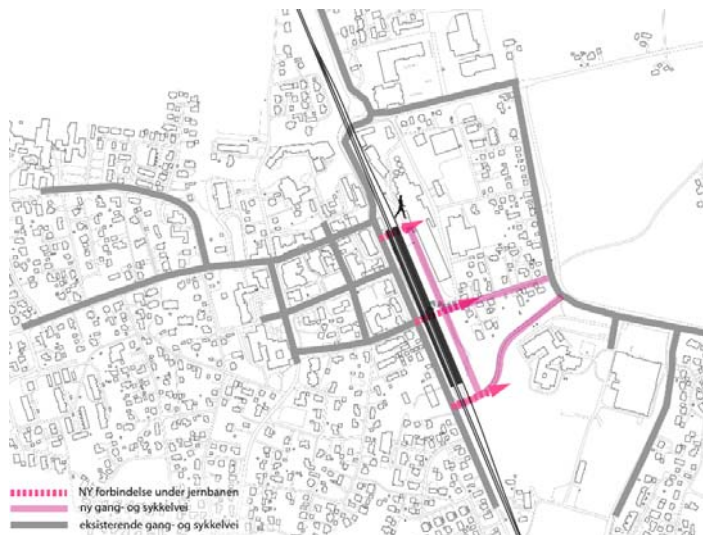 NY forbindelse under jernbanen
ny gang- og sykkelvei
eksisterende gang- og sykkelvei